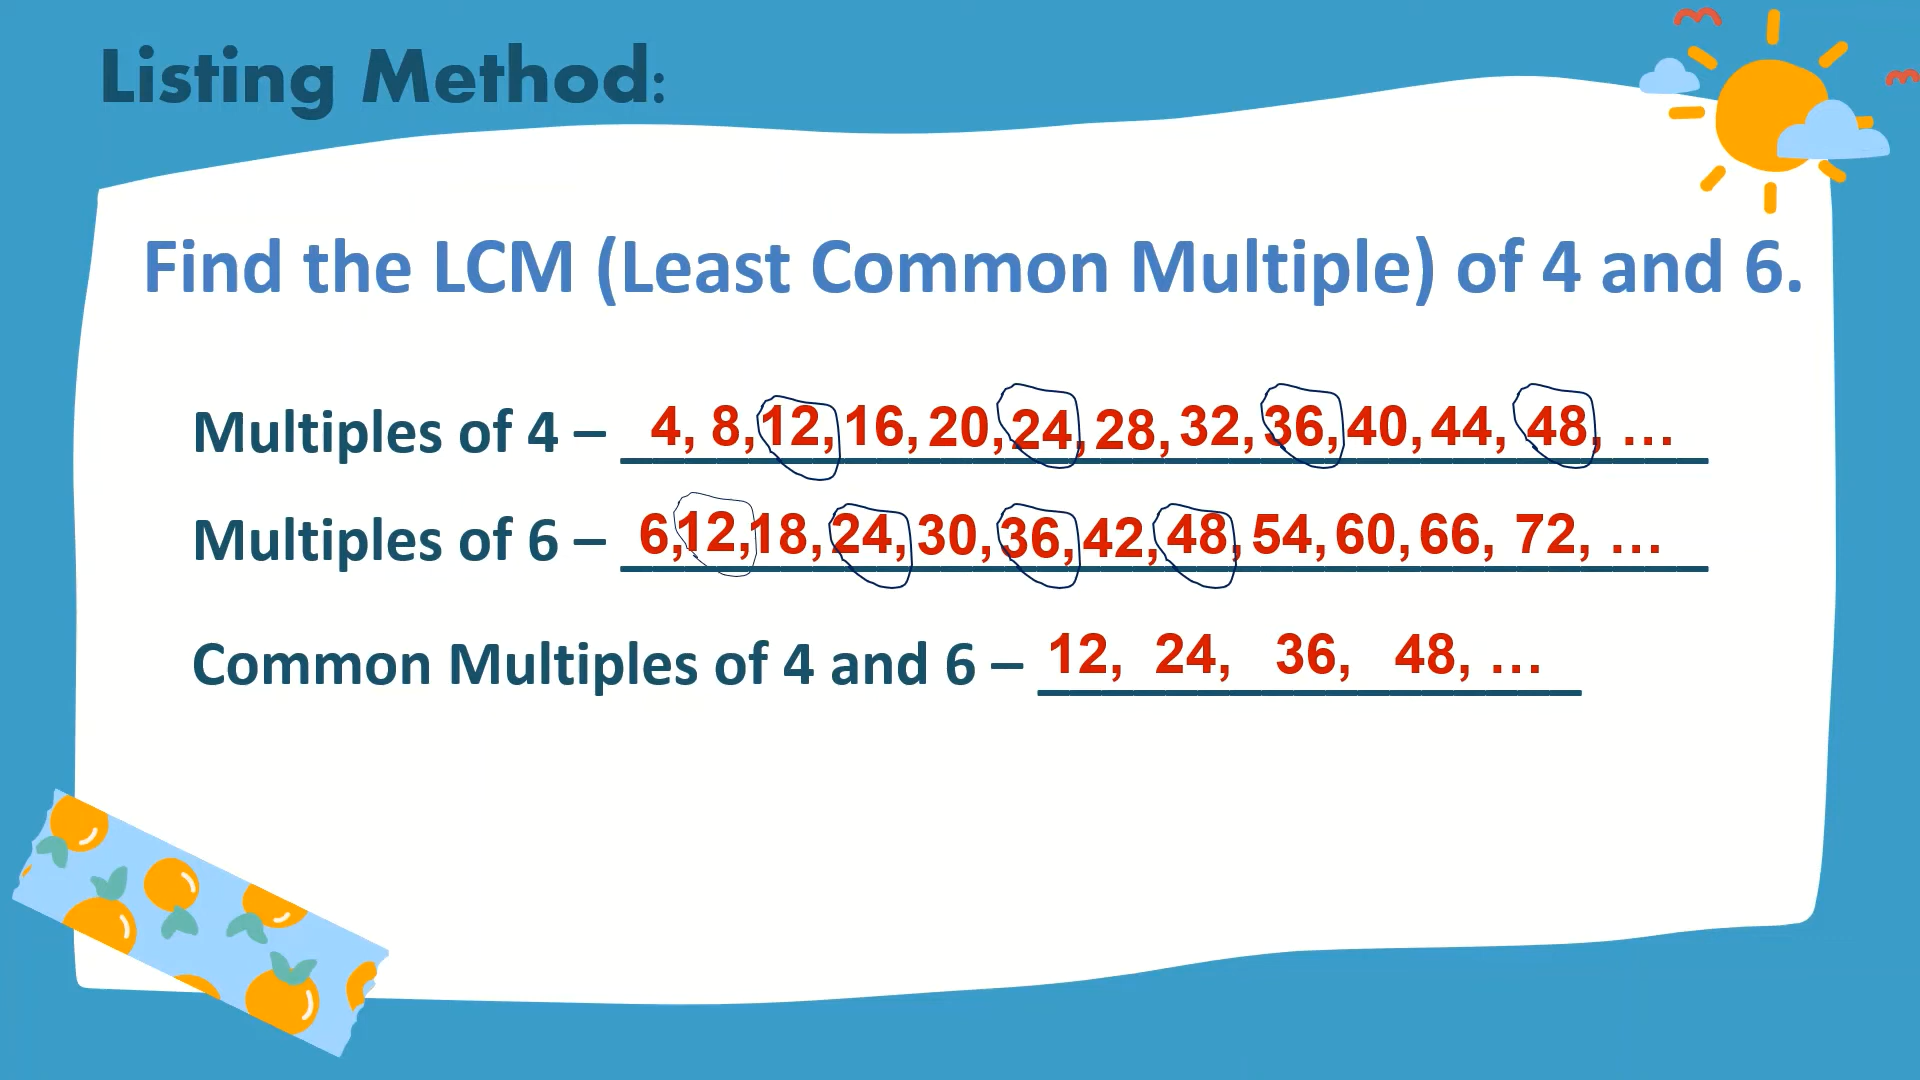 Listing Method:
Find the LCM (Least Common Multiple) of 4 and 6.
Multiples of 4 – 4, 8, 12, 16, 20, 24, 28, 32, 36, 40, 44, 48, ...
Multiples of 6 – 6, 12, 18, 24, 30, 36, 42, 48, 54, 60, 66, 72, ...
Common Multiples of 4 and 6 – 12, 24, 36, 48, ...